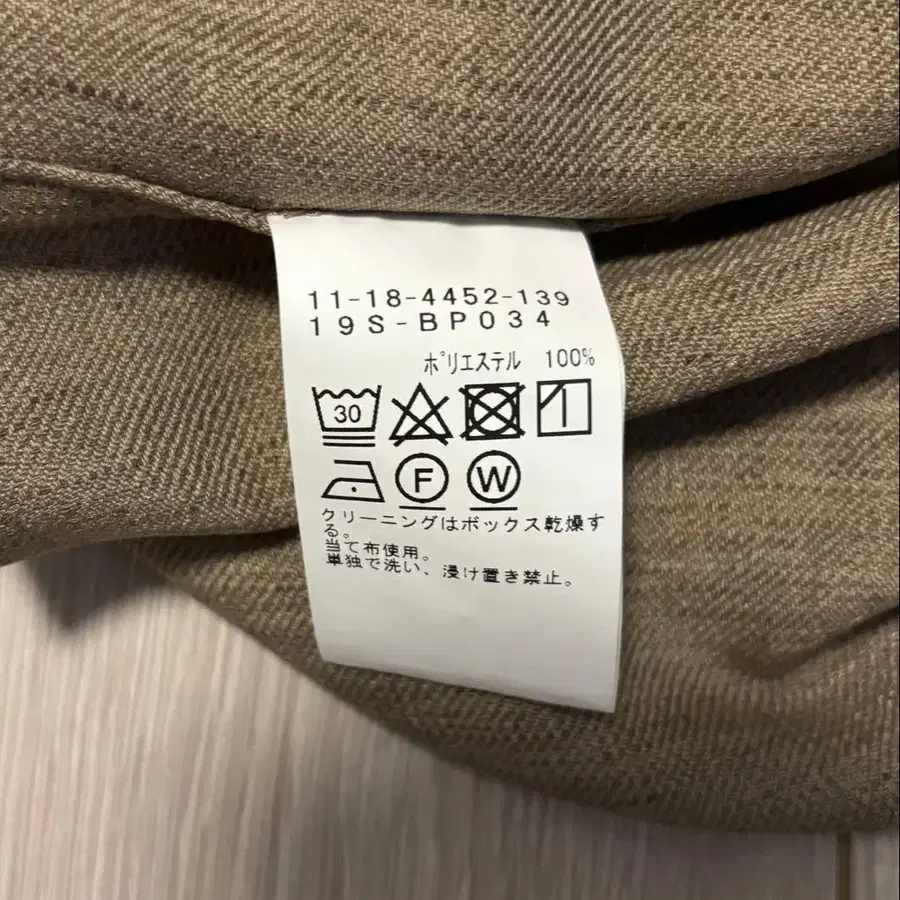 11-18-4452-139
19S-BP034
ポリエステル 100%
30
F W
クリーニングはボックス乾燥す
る。
当て布使用。
単独で洗い、浸け置き禁止。